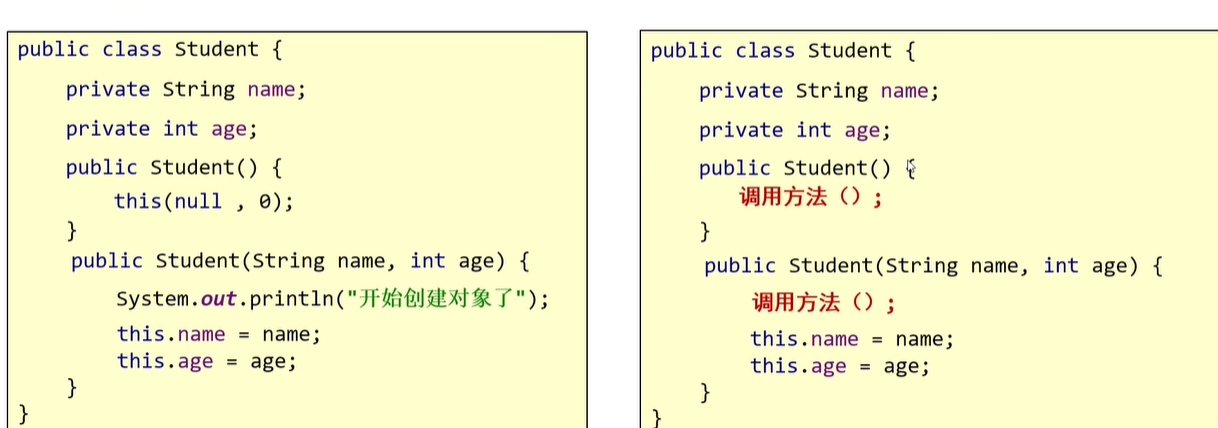 public class Student {
private String name;
private int age;
public Student() {
this(null , 0);
}
public Student(String name, int age) {
System.out.println("开始创建对象了");
this.name = name;
this.age = age;
}
}
public class Student {
private String name;
private int age;
public Student() {
调用方法（）;
}
public Student(String name, int age) {
调用方法（）;
this.name = name;
this.age = age;
}
}